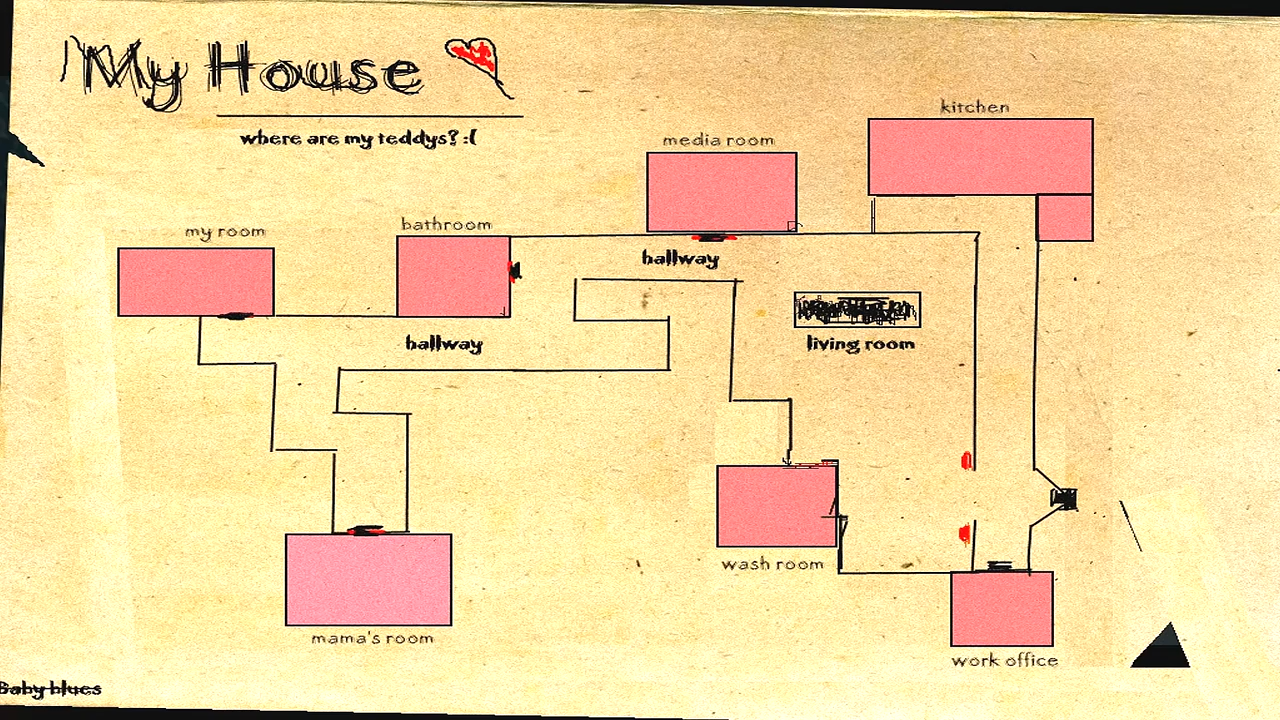 My House
where are my teddys? :(
kitchen
media room
my room
bathroom
hallway
hallway
living room
wash room
mama's room
work office
Baby blues